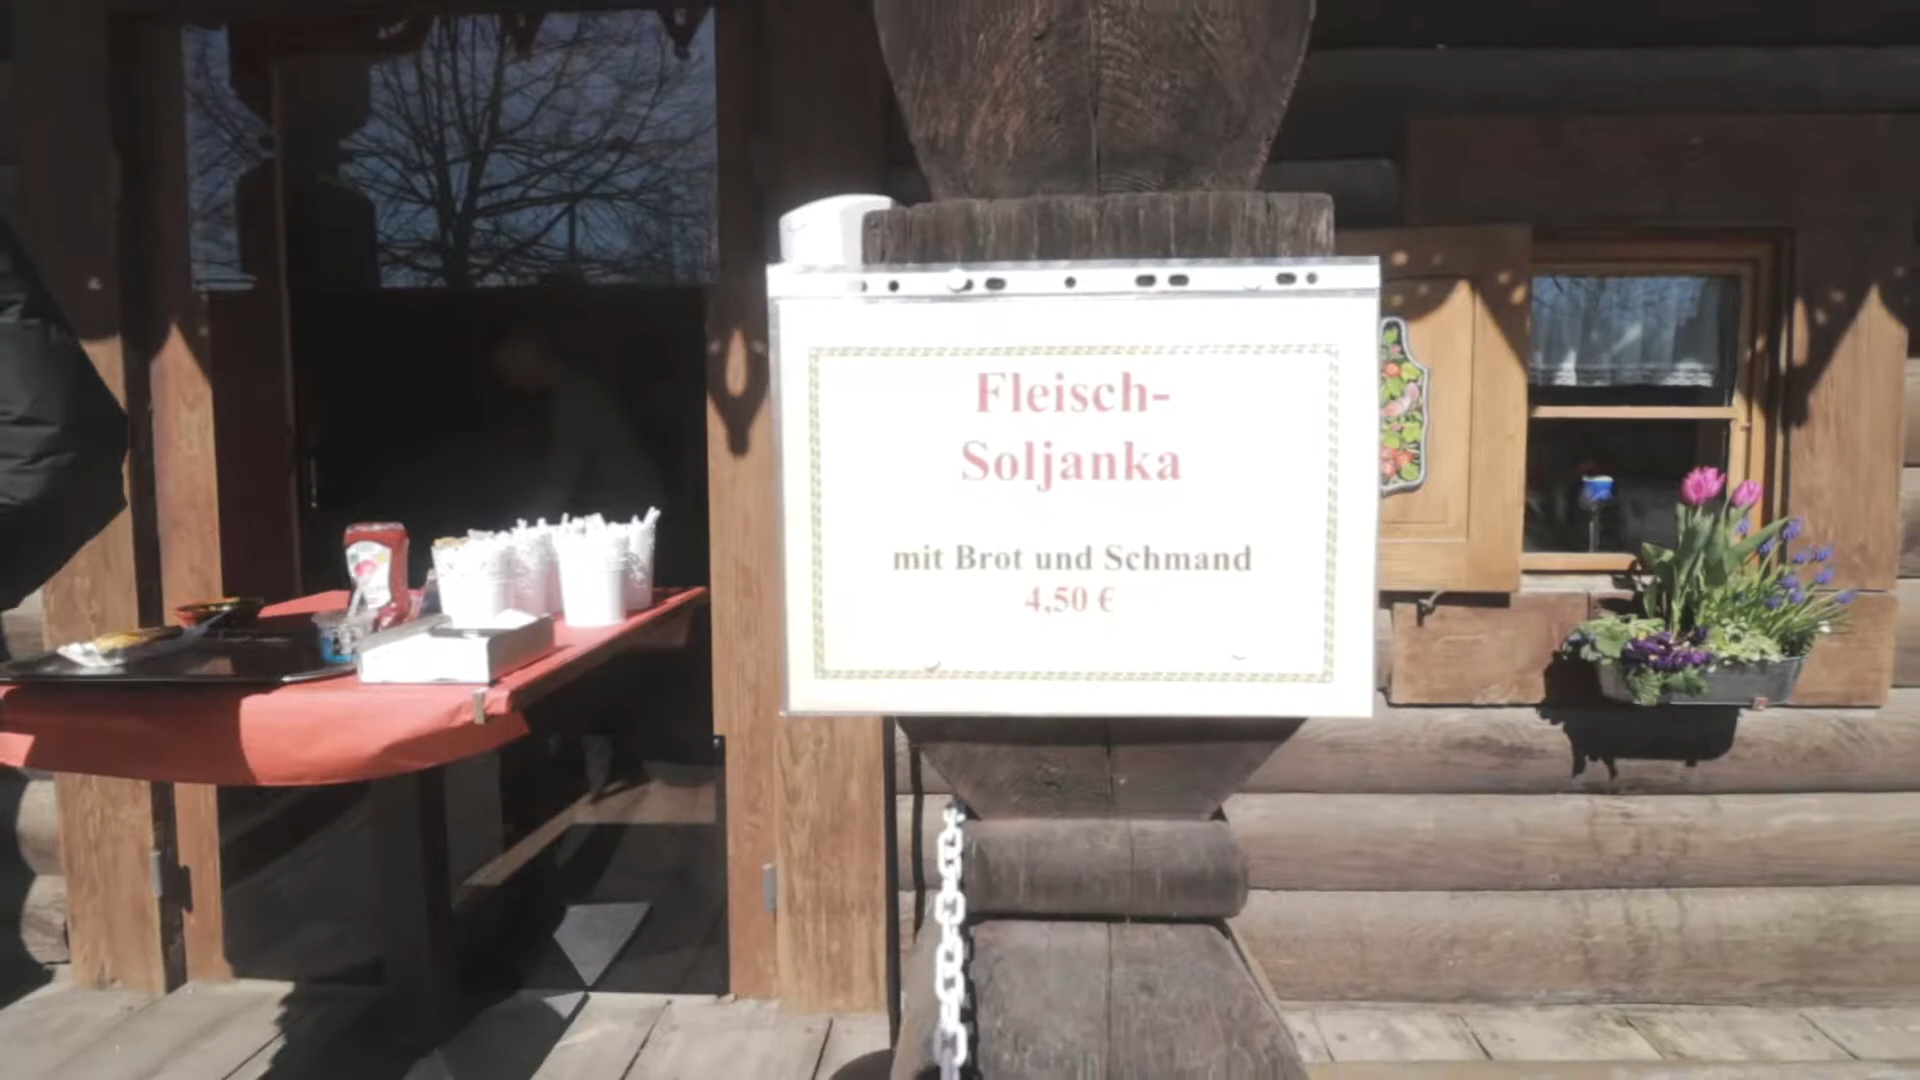 Fleisch-
Soljanka
mit Brot und Schmand
4,50 €